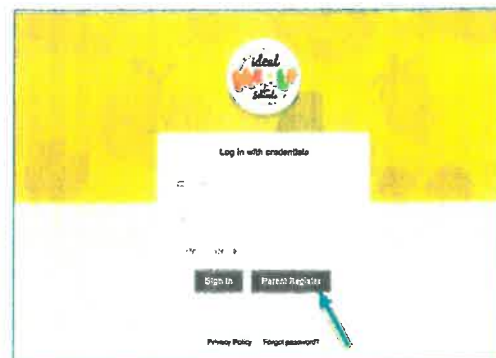 ideal
Log in with credentials
Sign in Parent Register
Privacy Policy Forgot password?